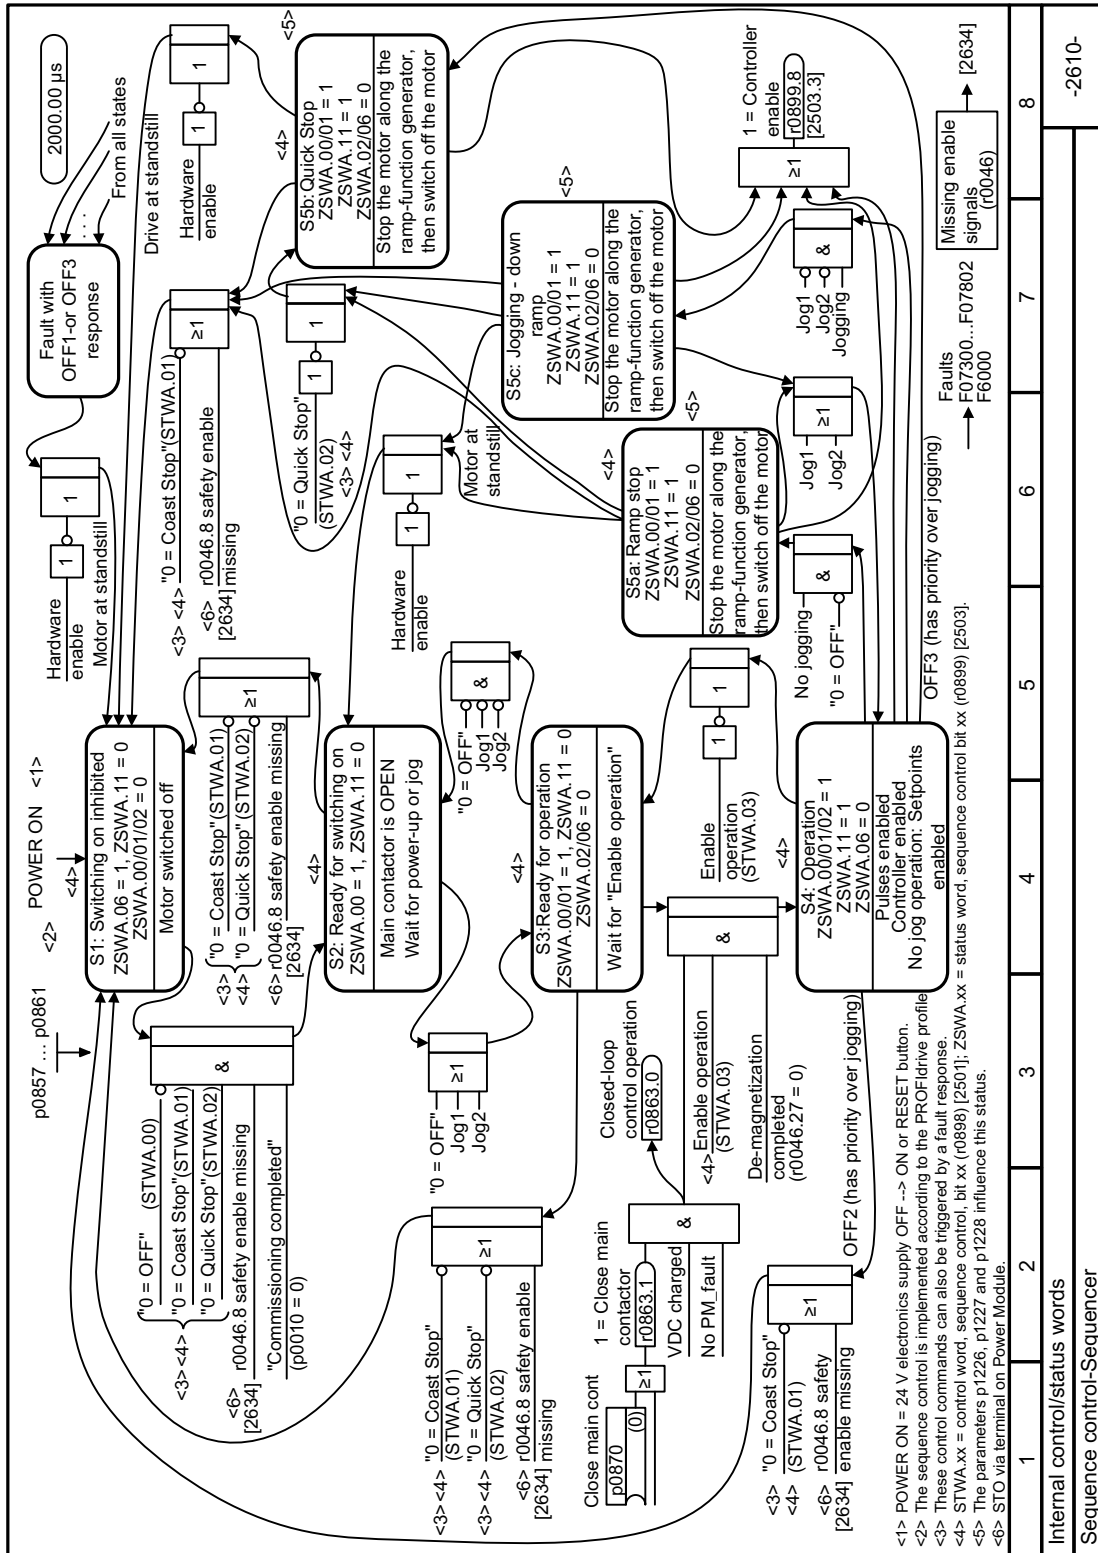 2000.00 µs
From all states
Fault with
OFF1-or OFF3
response
Drive at standstill
Hardware
enable
1
1
Hardware
enable
1
1
Motor at standstill
p0857 ... p0861
<2>
POWER ON <1>
<4>
S1: Switching on inhibited
ZSWA.06 = 1, ZSWA.11 = 0
ZSWA.00/01/02 = 0
Motor switched off
"0 = OFF" (STWA.00)
"0 = Coast Stop"(STWA.01)
"0 = Quick Stop"(STWA.02)
<3><4>
<6> r0046.8 safety enable missing
[2634]
"Commissioning completed"
(p0010 = 0)
&
<3> "0 = Coast Stop"(STWA.01)
<4> "0 = Quick Stop" (STWA.02)
<6> r0046.8 safety enable missing
[2634]
≥1
<3> <4> "0 = Coast Stop"(STWA.01)
<6> r0046.8 safety enable
[2634] missing
≥1
<4>
<5>
S5b: Quick Stop
ZSWA.00/01 = 1
ZSWA.11 = 1
ZSWA.02/06 = 0
Stop the motor along the
ramp-function generator,
then switch off the motor
<4>
S2: Ready for switching on
ZSWA.00 = 1, ZSWA.11 = 0
Main contactor is OPEN
Wait for power-up or jog
"0 = Quick Stop"
(STWA.02)
<3> <4>
1
1
Hardware
enable
1
1
Motor at
standstill
"0 = OFF"
Jog1
Jog2
≥1
"0 = OFF"
Jog1
Jog2
&
<3><4> "0 = Coast Stop"
(STWA.01)
<3><4> "0 = Quick Stop"
(STWA.02)
<6> r0046.8 safety enable
[2634] missing
≥1
<4>
S3:Ready for operation
ZSWA.00/01 = 1, ZSWA.11 = 0
ZSWA.02/06 = 0
Wait for "Enable operation"
S5c: Jogging - down
ramp
ZSWA.00/01 = 1
ZSWA.11 = 1
ZSWA.02/06 = 0
Stop the motor along the
ramp-function generator,
then switch off the motor
<5>
<4>
<5>
S5a: Ramp stop
ZSWA.00/01 = 1
ZSWA.11 = 1
ZSWA.02/06 = 0
Stop the motor along the
ramp-function generator,
then switch off the motor
Close main cont
p0870
(0)
≥1
1 = Close main
contactor
r0863.1
VDC charged
No PM_fault
&
Closed-loop
control operation
r0863.0
<4> Enable operation
(STWA.03)
De-magnetization
completed
(r0046.27 = 0)
&
Enable
operation
(STWA.03)
1
1
1 = Controller
enable
r0899.8
[2503.3]
≥1
Jog1
Jog2
Jogging
&
Jog1
Jog2
≥1
No jogging
"0 = OFF"
&
<4>
S4: Operation
ZSWA.00/01/02 = 1
ZSWA.11 = 1
ZSWA.06 = 0
Pulses enabled
Controller enabled
No jog operation: Setpoints
enabled
<3> "0 = Coast Stop"
<4> (STWA.01)
<6> r0046.8 safety
[2634] enable missing
≥1
OFF2 (has priority over jogging)
OFF3 (has priority over jogging)
Faults
F07300...F07802
F6000
Missing enable
signals
(r0046)
[2634]
<1> POWER ON = 24 V electronics supply OFF --> ON or RESET button.
<2> The sequence control is implemented according to the PROFIdrive profile
<3> These control commands can also be triggered by a fault response.
<4> STWA.xx = control word, sequence control, bit xx (r0898) [2501]; ZSWA.xx = status word, sequence control bit xx (r0899) [2503].
<5> The parameters p1226, p1227 and p1228 influence this status.
<6> STO via terminal on Power Module.
1 2 3 4 5 6 7 8
Internal control/status words
Sequence control-Sequencer
-2610-